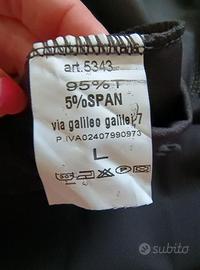 art.5343
95% T
5%SPAN
via galileo galilei 7
P.IVA02407990973
L
subito